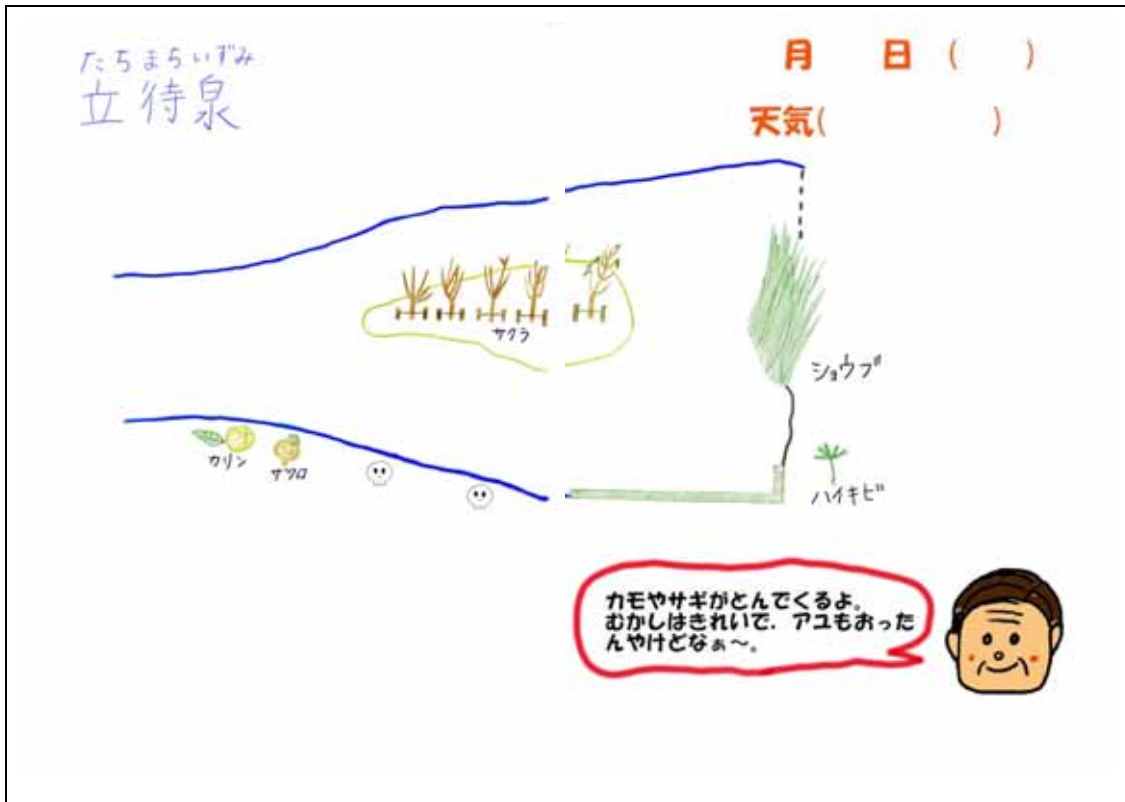 たちまちいずみ
立待泉
月 日 ( )
天気( )
サクラ
ショウブ
カリン
ザクロ
ハイキビ
カモやサギがとんでくるよ。
むかしはきれいで、アユもおった
んやけどなぁ～。